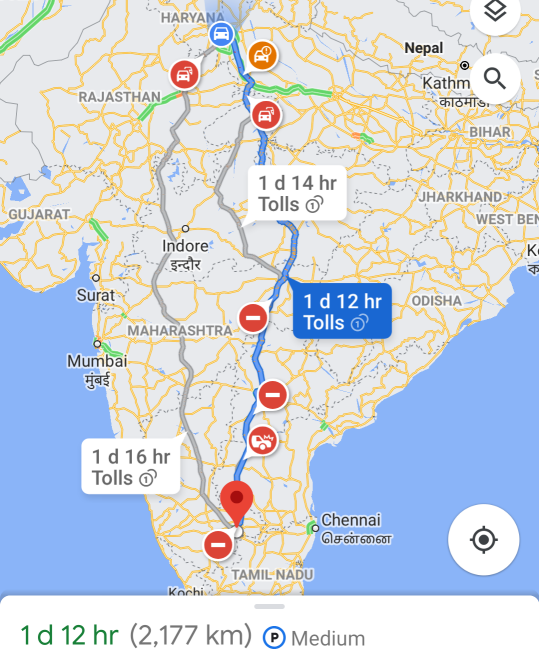 HARYANA
Nepal
Kathm
काठमाडौं
RAJASTHAN
BIHAR
1 d 14 hr
Tolls
JHARKHAND
GUJARAT
WEST BEN
Indore
इन्दौर
Surat
1 d 12 hr
Tolls
ODISHA
MAHARASHTRA
Mumbai
मुंबई
1 d 16 hr
Tolls
Chennai
சென்னை
TAMIL NADU
Kochi
1 d 12 hr (2,177 km) P Medium